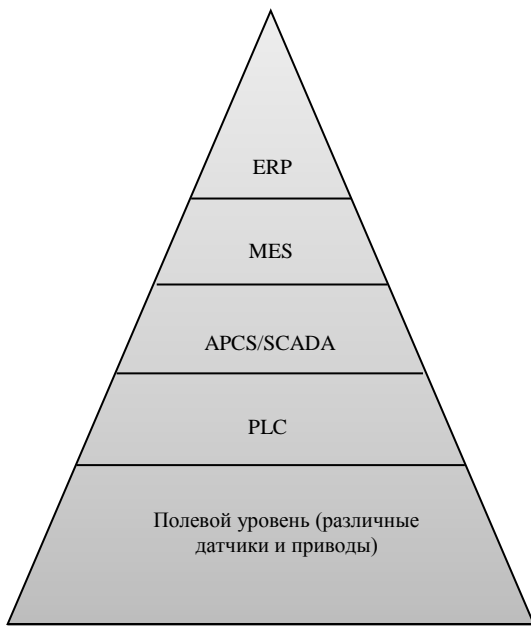 ERP
MES
APCS/SCADA
PLC
Полевой уровень (различные
датчики и приводы)